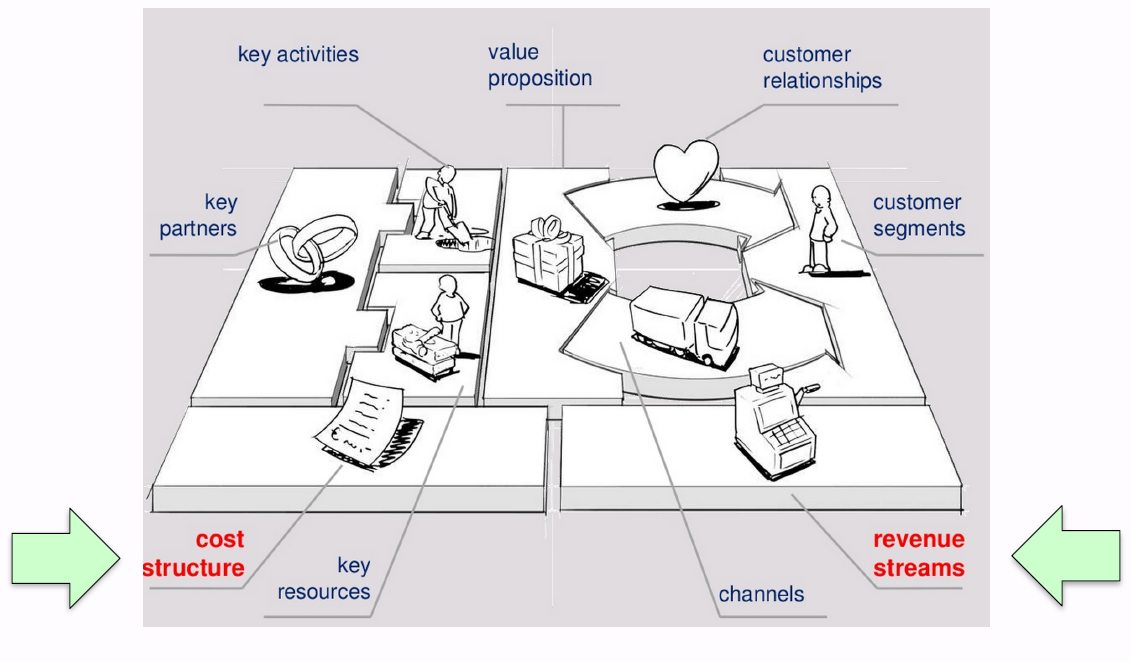 key activities
value
proposition
customer
relationships
key
partners
customer
segments
cost
structure
key
resources
channels
revenue
streams